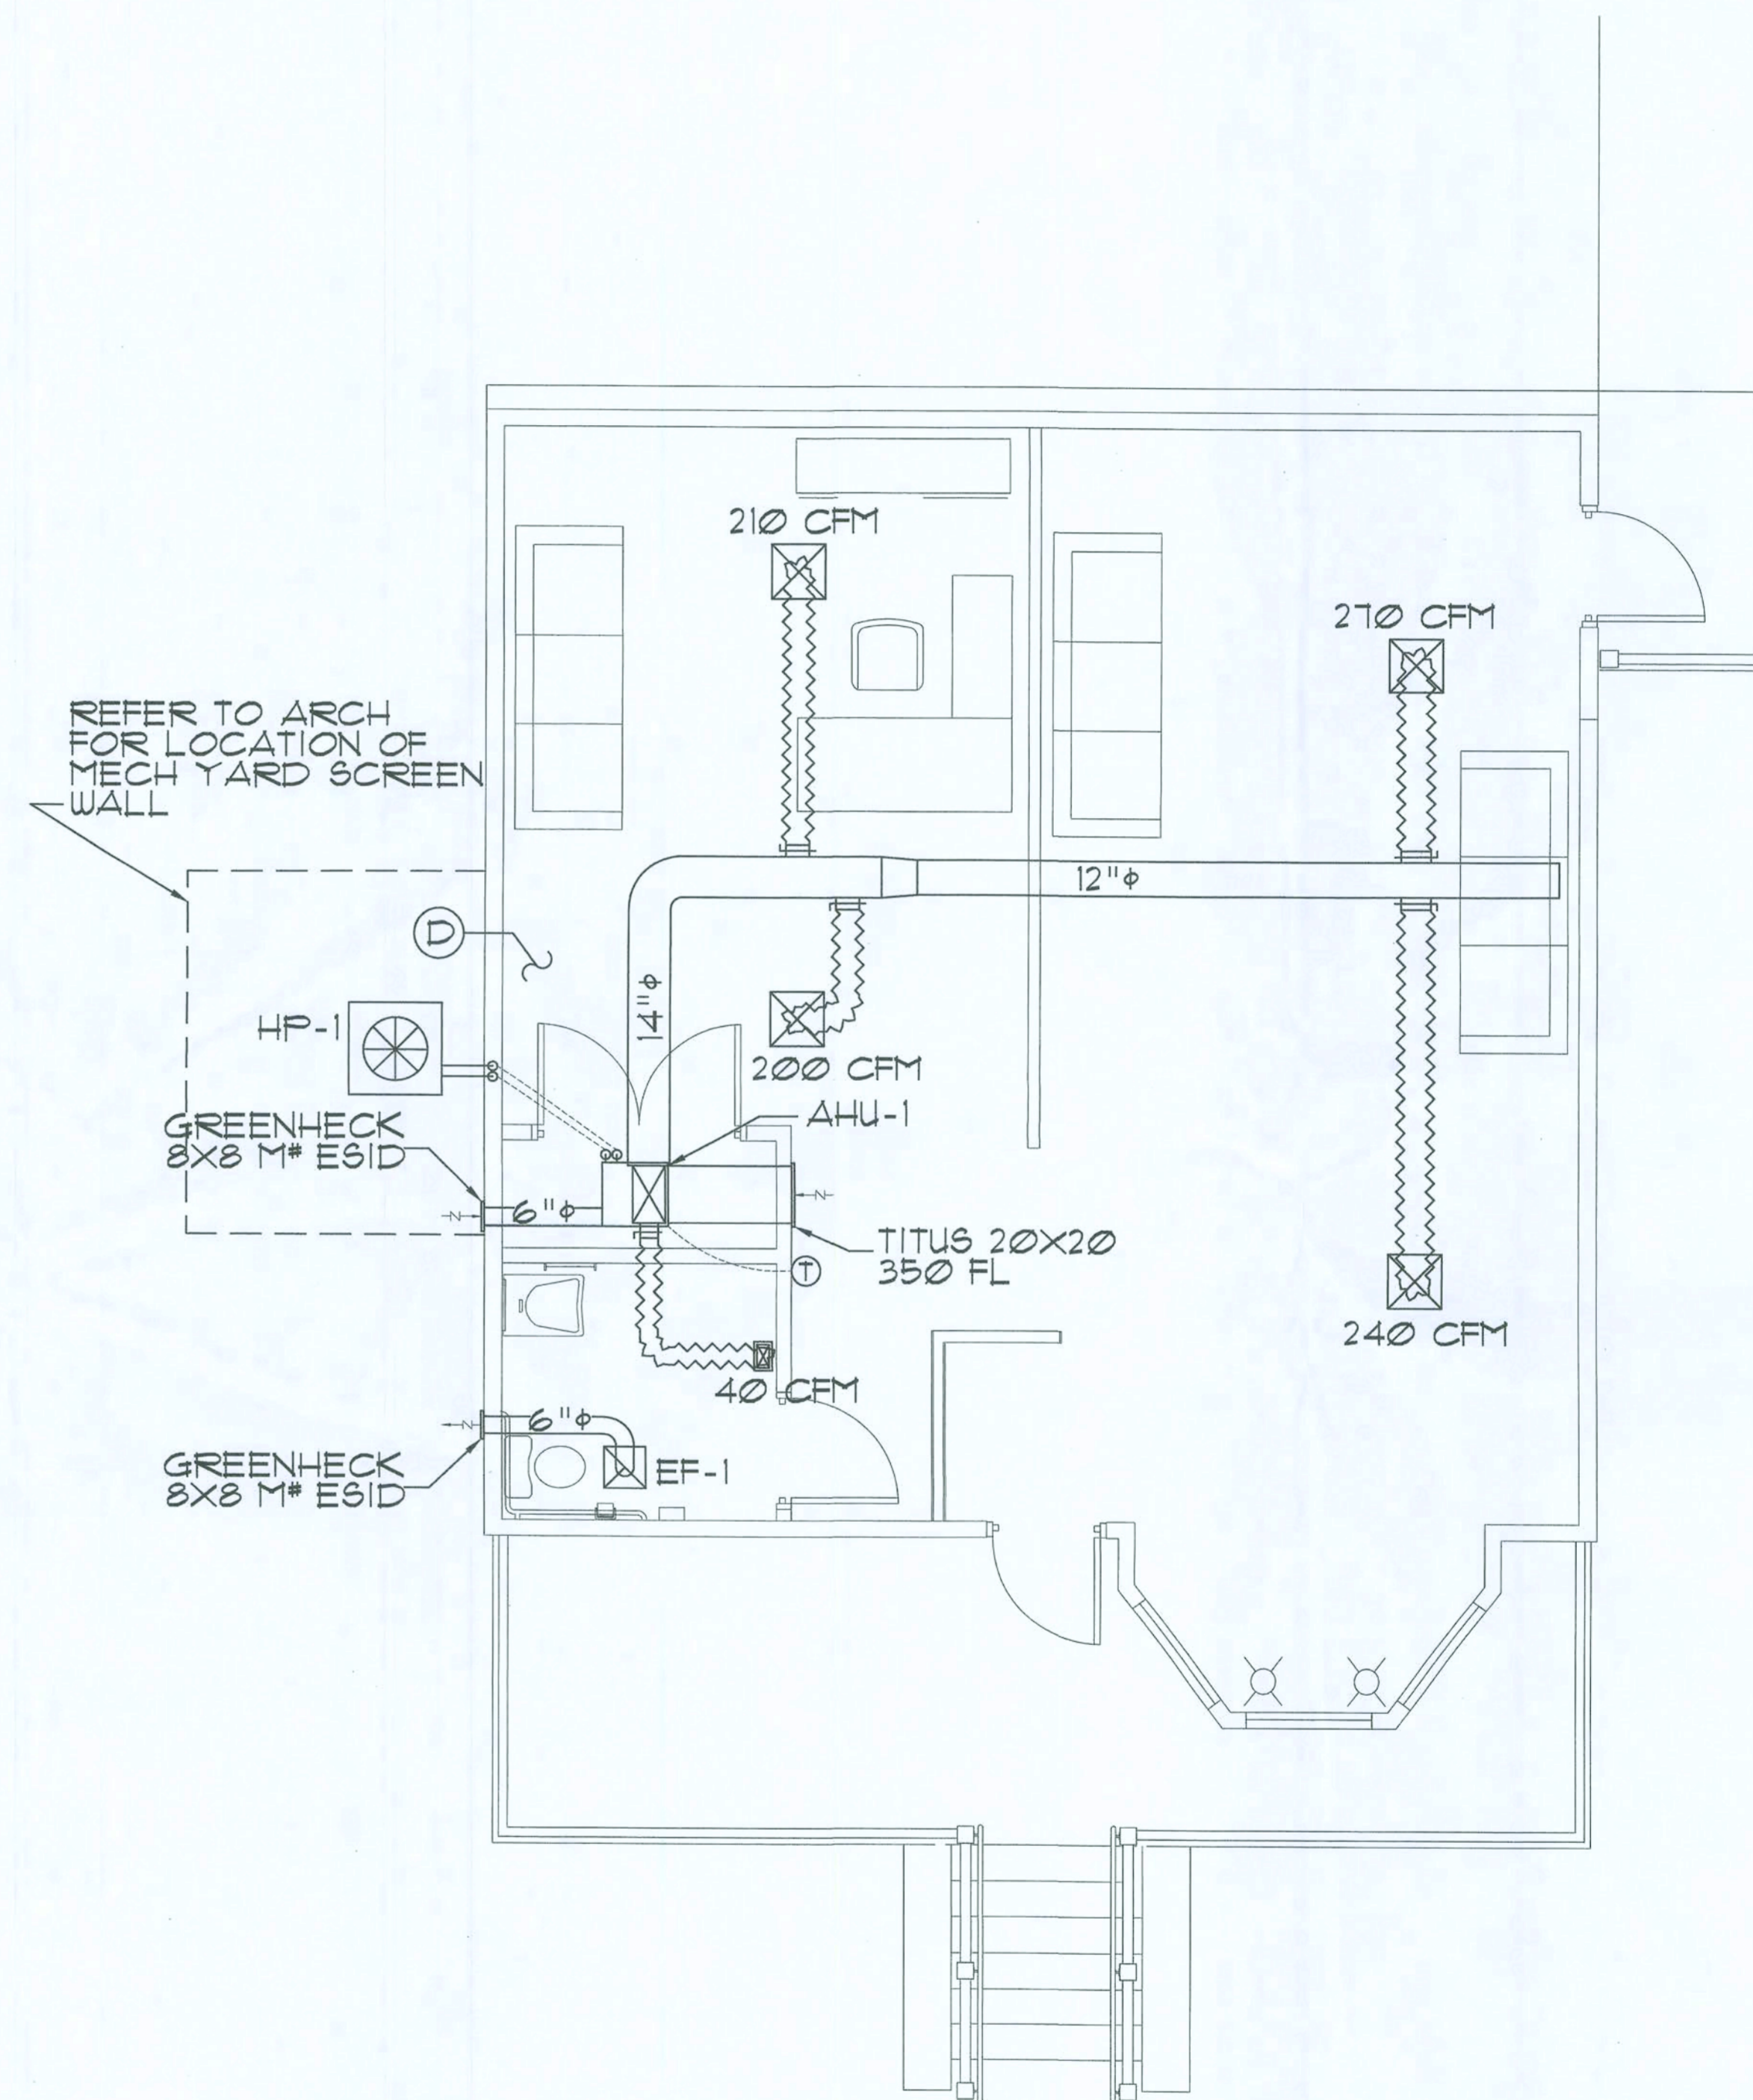 210 CFM
270 CFM
REFER TO ARCH
FOR LOCATION OF
MECH YARD SCREEN
WALL
12"ϕ
D
14"ϕ
HP-1
200 CFM
AHU-1
GREENHECK
8X8 M# ESID
6"ϕ
TITUS 20X20
350 FL
T
240 CFM
40 CFM
6"ϕ
GREENHECK
8X8 M# ESID
EF-1